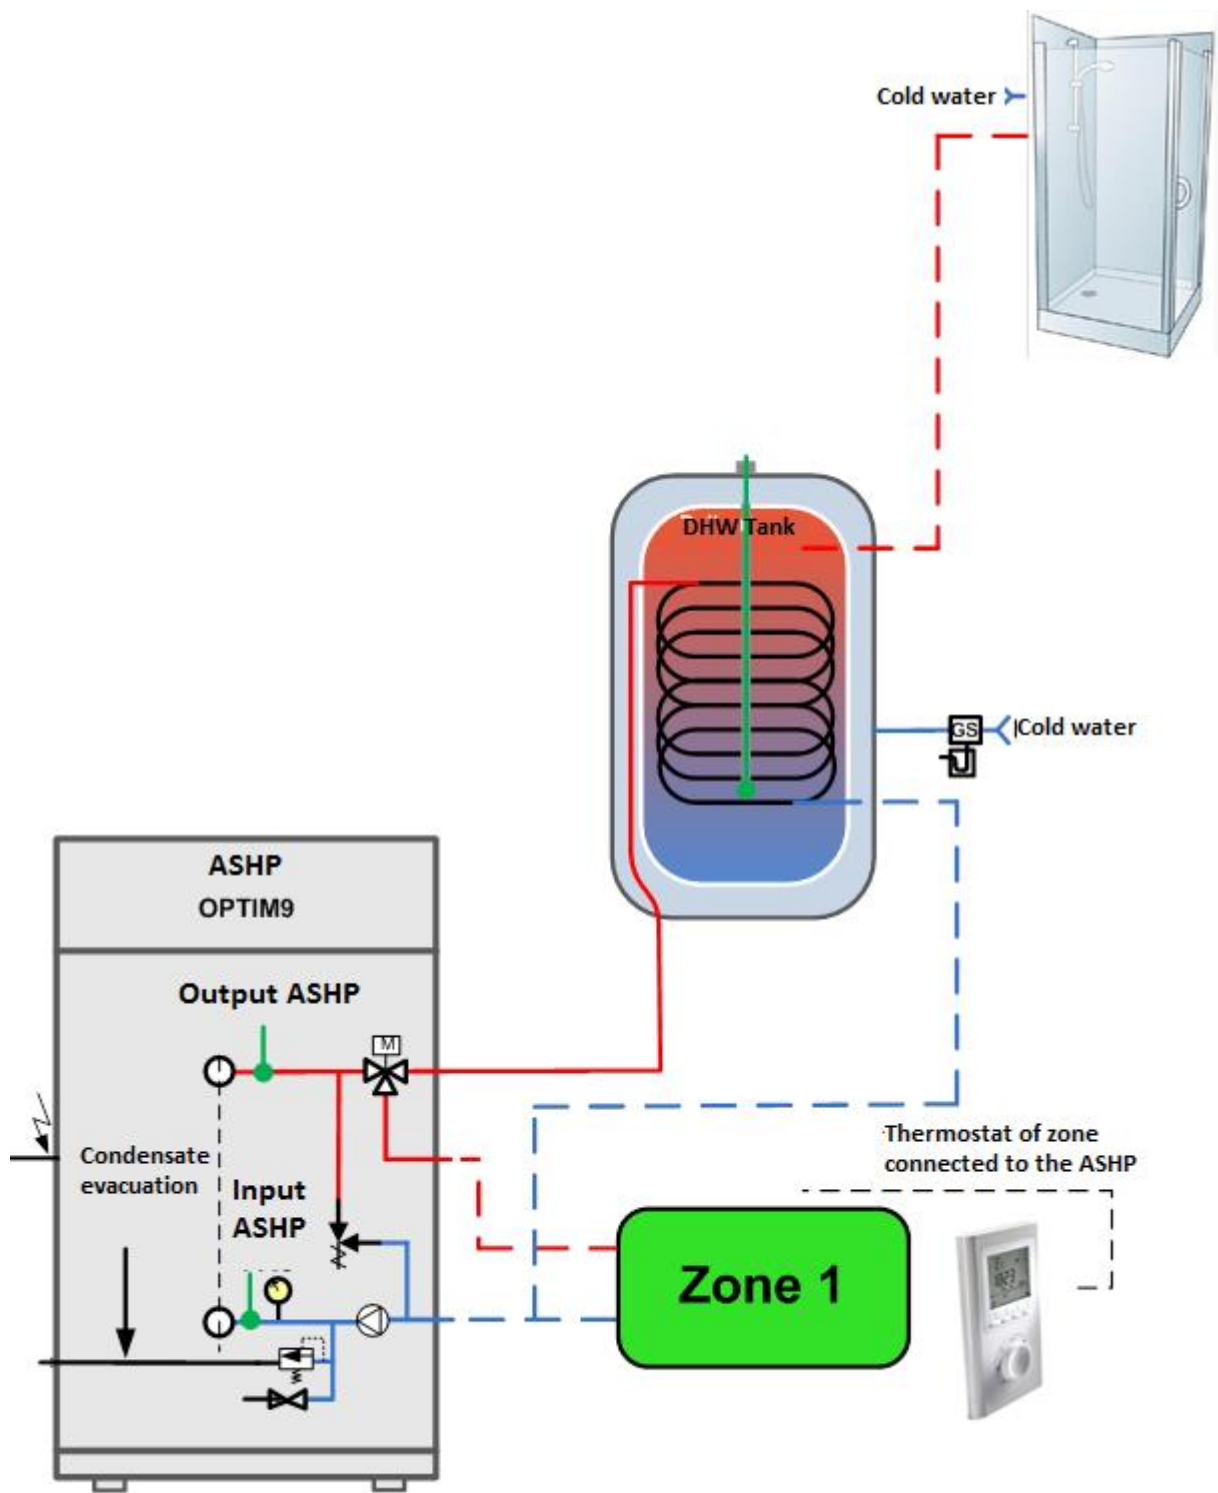 Cold water
DHW Tank
GS
Cold water
ASHP
OPTIM9
Output ASHP
M
Condensate
evacuation
Input
ASHP
Thermostat of zone
connected to the ASHP
Zone 1